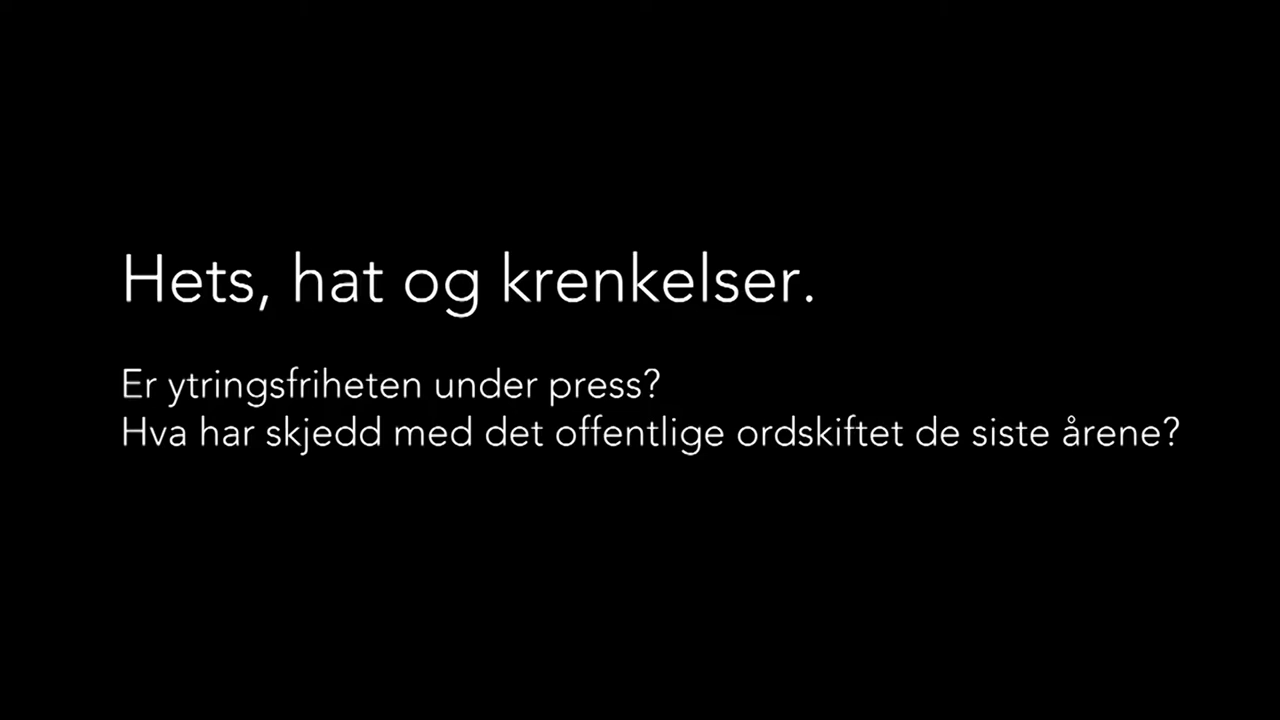 Hets, hat og krenkelser.
Er ytringsfriheten under press?
Hva har skjedd med det offentlige ordskiftet de siste årene?